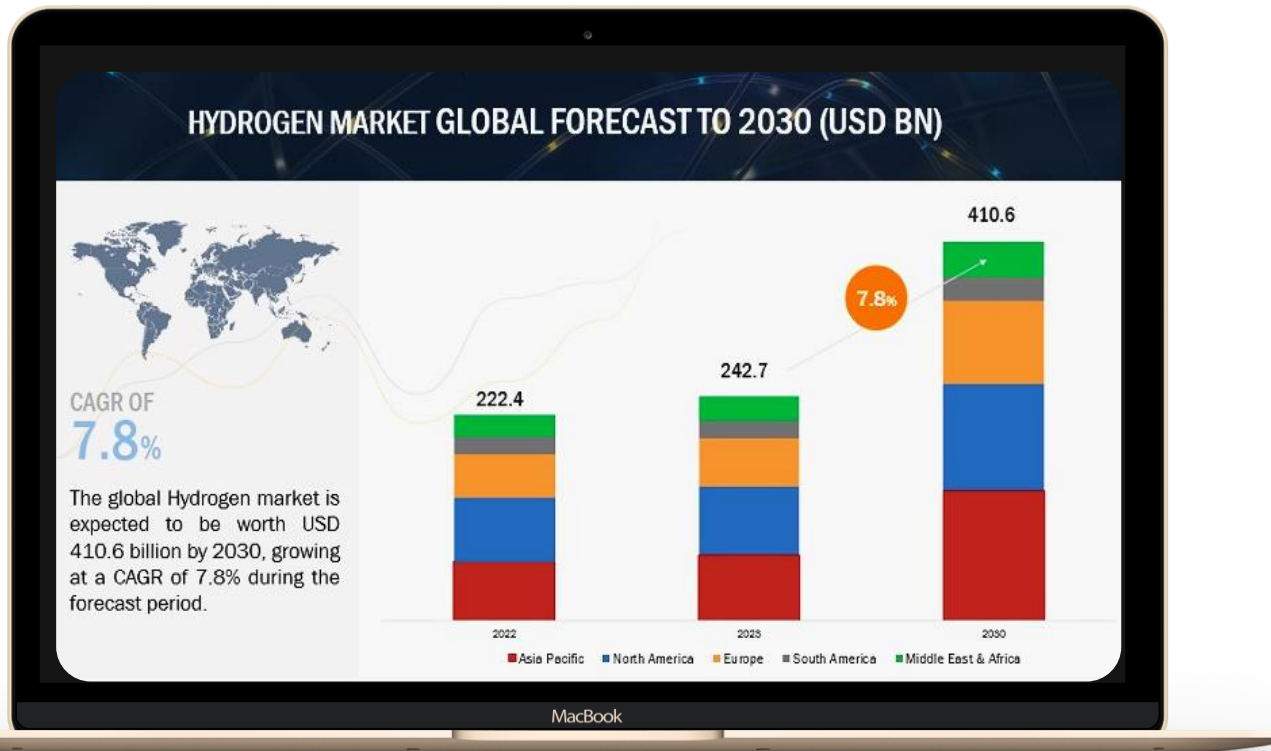 HYDROGEN MARKET GLOBAL FORECAST TO 2030 (USD BN)
CAGR OF
7.8%
The global Hydrogen market is
expected to be worth USD
410.6 billion by 2030, growing
at a CAGR of 7.8% during the
forecast period.
410.6
7.8%
242.7
222.4
2022 2023 2030
Asia Pacific North America Europe South America Middle East & Africa
MacBook